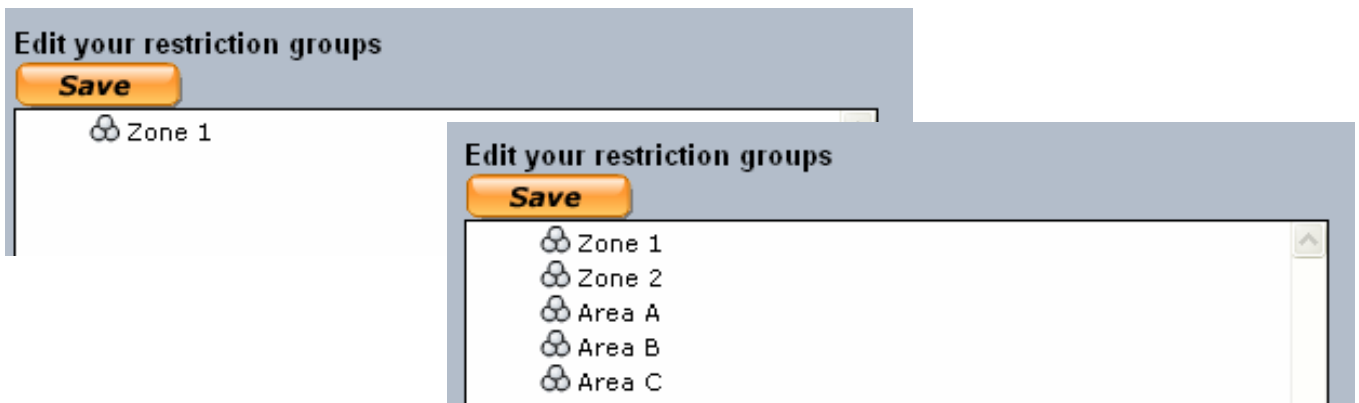 Edit your restriction groups
Save
Zone 1
Edit your restriction groups
Save
Zone 1
Zone 2
Area A
Area B
Area C